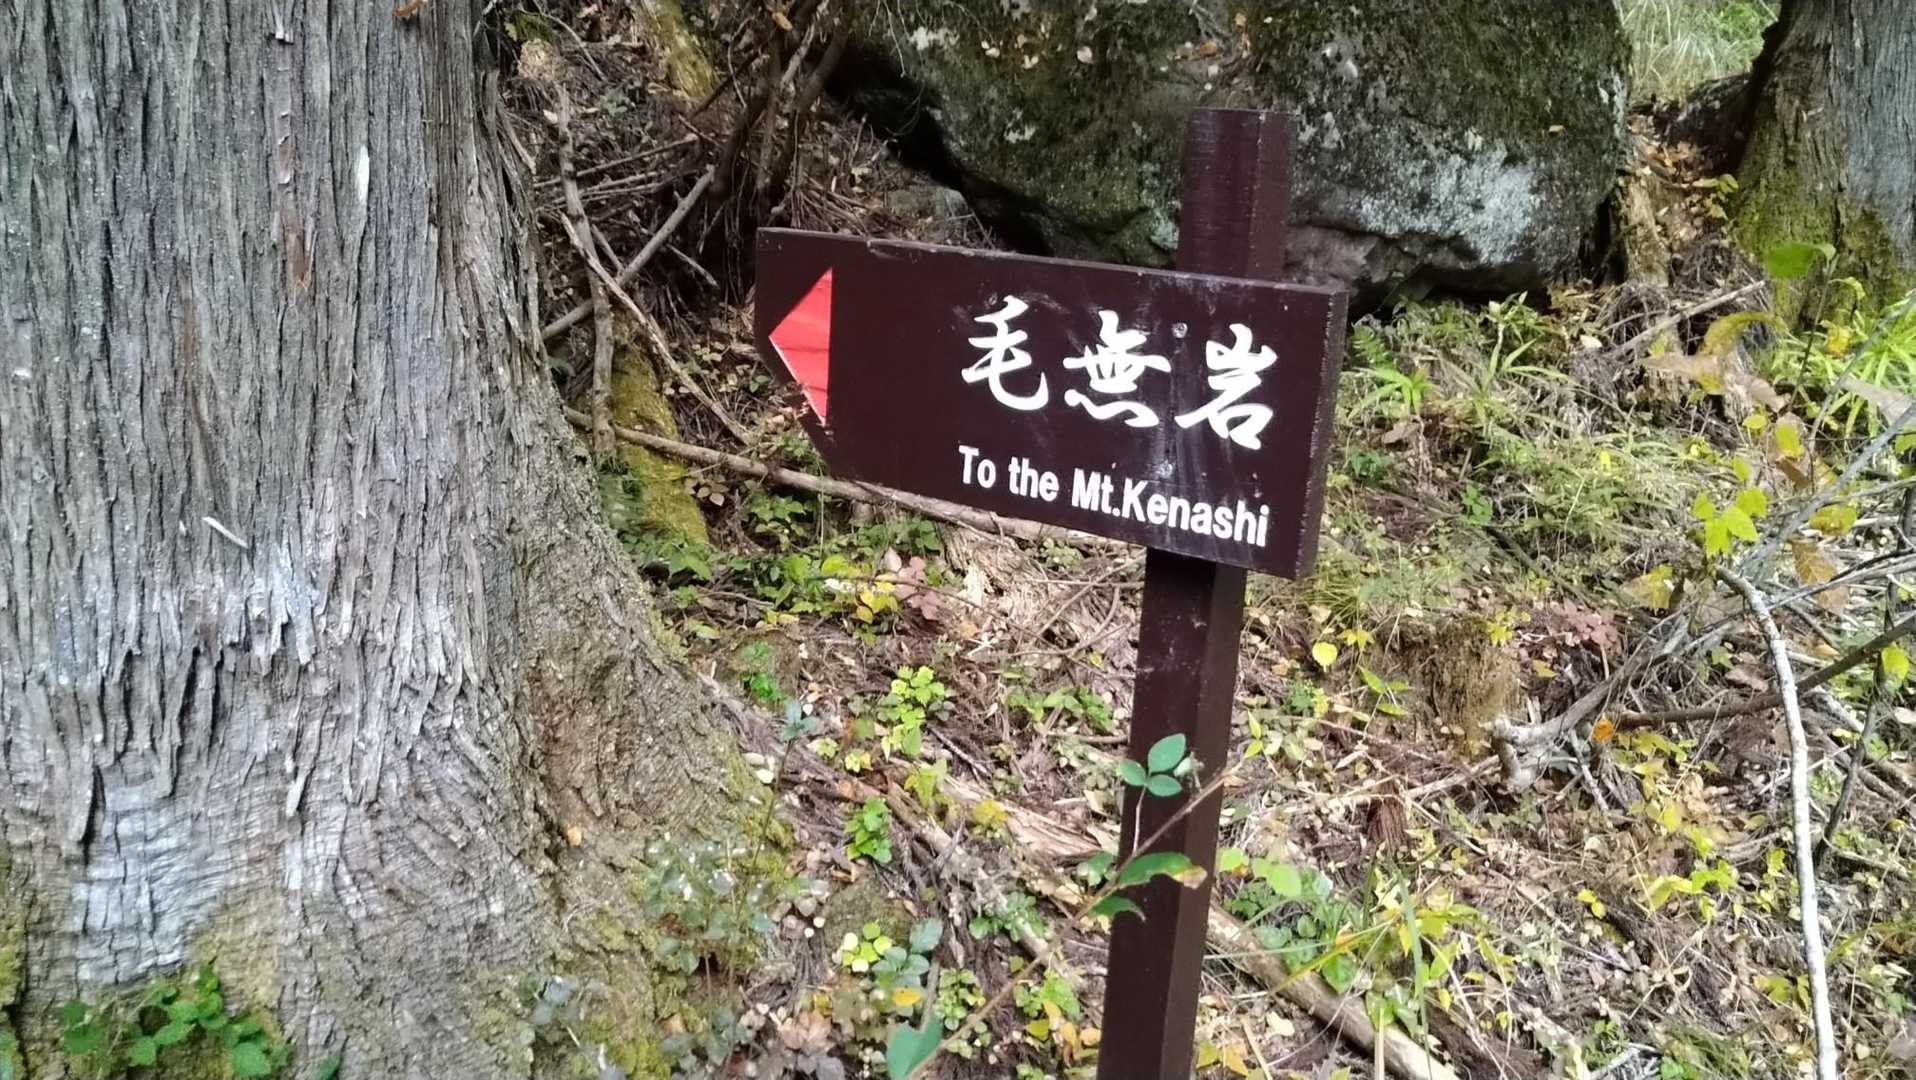 毛無岩
To the Mt.Kenashi